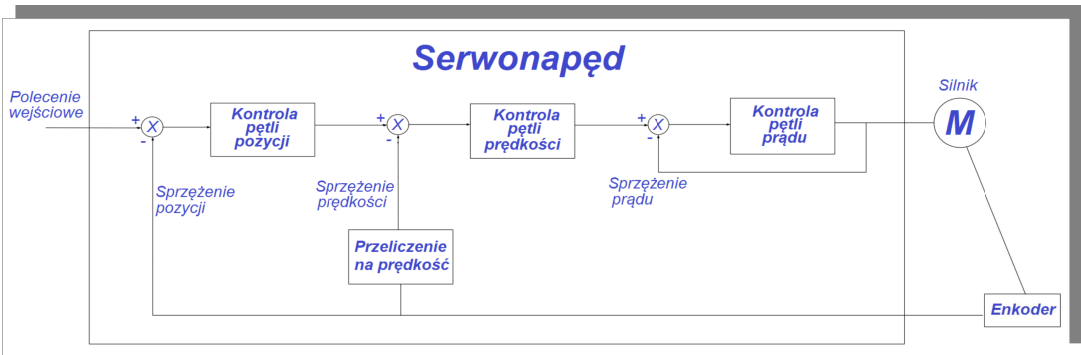 Serwonapęd
Polecenie
wejściowe
+
X
-
Kontrola
pętli
pozycji
+
X
-
Kontrola
pętli
prędkości
+
X
-
Kontrola
pętli
prądu
Silnik
M
Sprzężenie
pozycji
Sprzężenie
prędkości
Sprzężenie
prądu
Przeliczenie
na prędkość
Enkoder